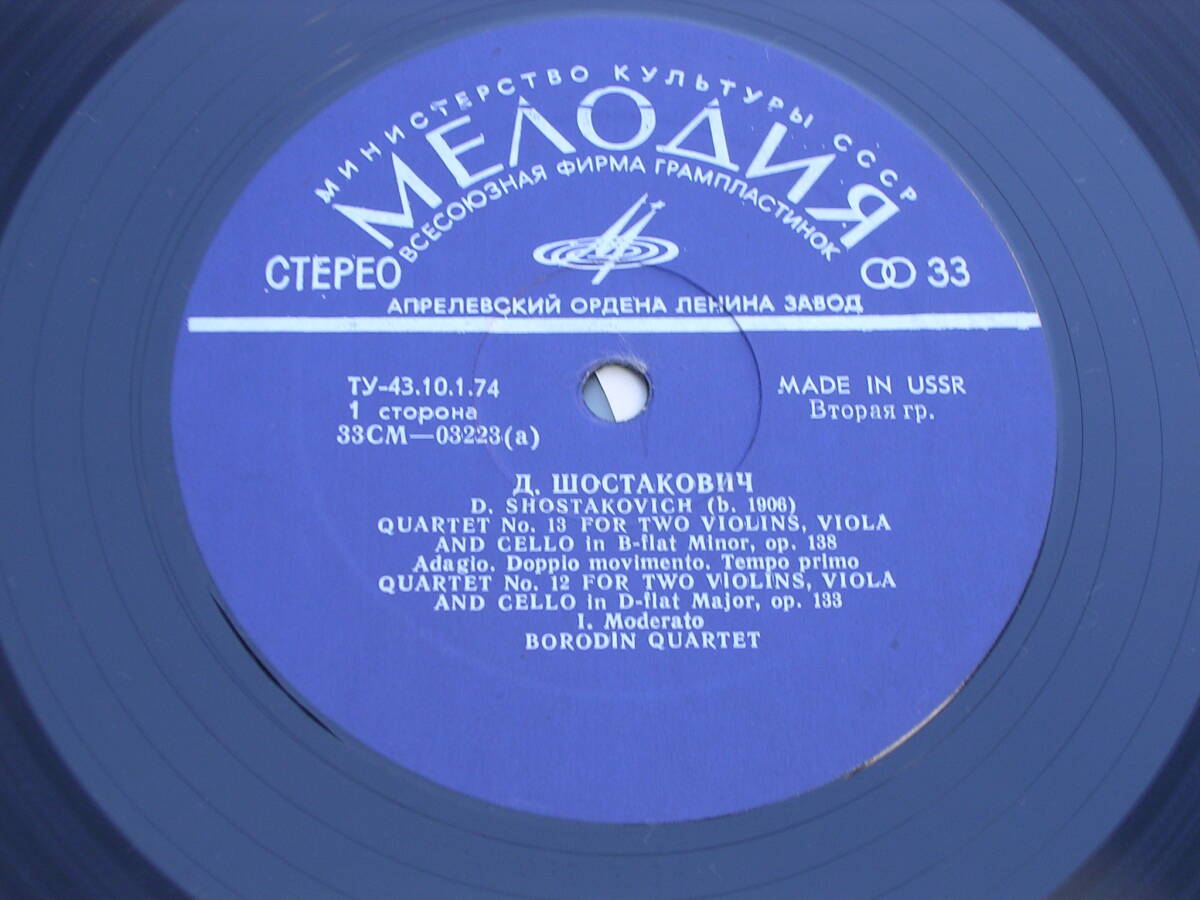 МИНИСТЕРСТВО КУЛЬТУРЫ СССР
МЕЛОДИЯ
ВСЕСОЮЗНАЯ ФИРМА ГРАМПЛАСТИНОК
СТЕРЕО
33
АПРЕЛЕВСКИЙ ОРДЕНА ЛЕНИНА ЗАВОД
ТУ-43.10.1.74
MADE IN USSR
1 сторона
Вторая гр.
33СМ—03223(а)
Д. ШОСТАКОВИЧ
D. SHOSTAKOVICH (b. 1906)
QUARTET No. 13 FOR TWO VIOLINS, VIOLA
AND CELLO in B-flat Minor, op. 138
Adagio. Doppio movimento. Tempo primo
QUARTET No. 12 FOR TWO VIOLINS, VIOLA
AND CELLO in D-flat Major, op. 133
I. Moderato
BORODIN QUARTET